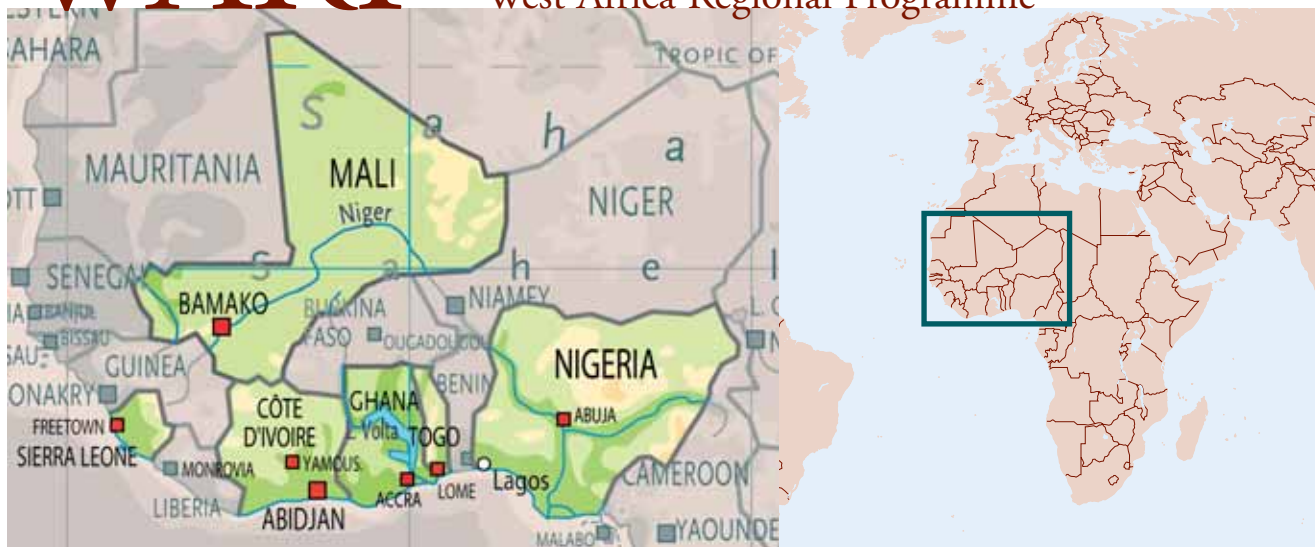 West Africa Regional Programme
SAHARA
TROPIC OF
S a h a
MAURITANIA
MALI
NIGER
Niger
S a h e l
SENEGAL
BAMAKO
BURKINA
FASO
NIAMEY
BANJUL
BISSAU
OUGADOUGOU
GUINEA
NIGERIA
BENIN
ONAKRY
GHANA
CÔTE
D'IVOIRE
ABUJA
FREETOWN
L Volta
TOGO
SIERRA LEONE
MONROVIA
YAMOUS.
CAMEROON
LIBERIA
ABIDJAN
ACCRA
LOME
Lagos
MALABO
YAOUNDE